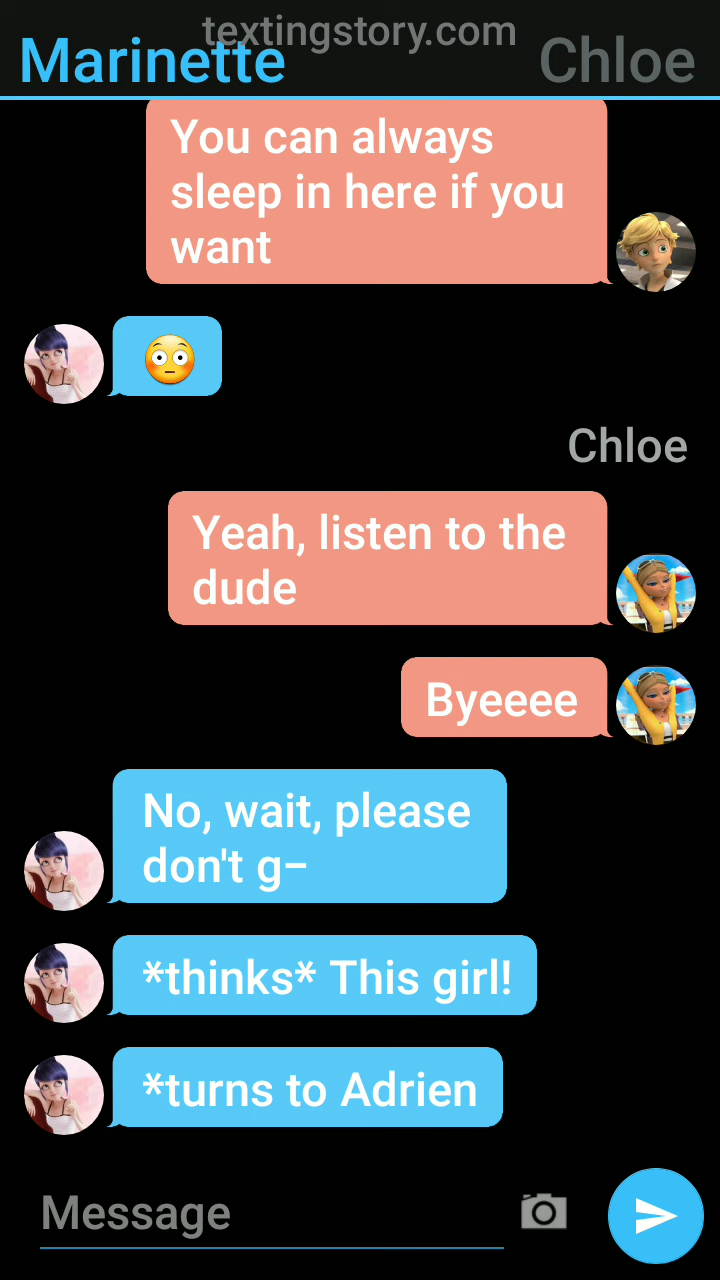 textingstory.com
Marinette
Chloe
You can always
sleep in here if you
want
😳
Chloe
Yeah, listen to the
dude
Byeeee
No, wait, please
don't g–
*thinks* This girl!
*turns to Adrien
Message